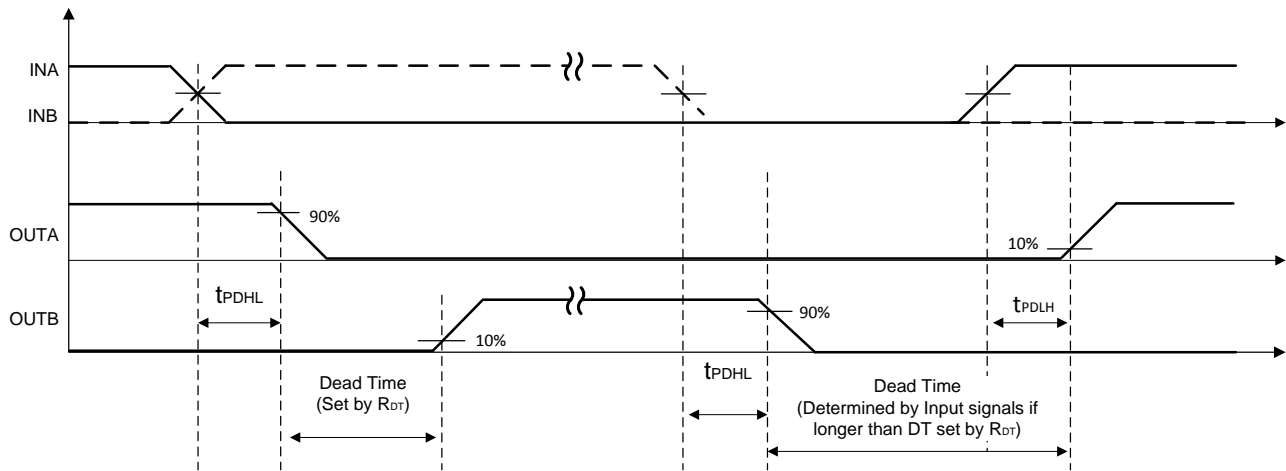 INA
INB
OUTA
90%
10%
tPDHL
tPDLH
OUTB
10%
90%
tPDHL
Dead Time
(Set by RDT)
Dead Time
(Determined by Input signals if
longer than DT set by RDT)